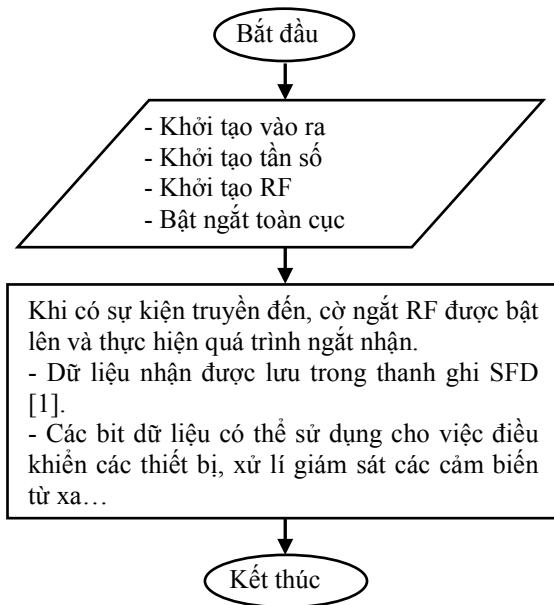 Bắt đầu
- Khởi tạo vào ra
- Khởi tạo tần số
- Khởi tạo RF
- Bật ngắt toàn cục
Khi có sự kiện truyền đến, cờ ngắt RF được bật
lên và thực hiện quá trình ngắt nhận.
- Dữ liệu nhận được lưu trong thanh ghi SFD
[1].
- Các bit dữ liệu có thể sử dụng cho việc điều
khiển các thiết bị, xử lí giám sát các cảm biến
từ xa…
Kết thúc